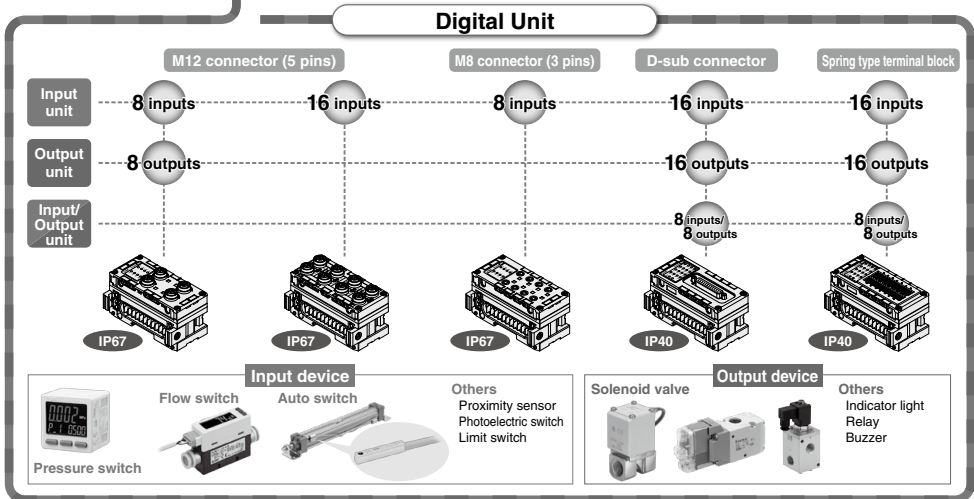 Digital Unit
M12 connector (5 pins)
M8 connector (3 pins)
D-sub connector
Spring type terminal block
Input
unit
8 inputs
16 inputs
8 inputs
16 inputs
16 inputs
Output
unit
8 outputs
16 outputs
16 outputs
Input/
Output
unit
8 inputs/
8 outputs
8 inputs/
8 outputs
IP67
IP67
IP67
IP40
IP40
Input device
Pressure switch
Flow switch
Auto switch
Others
Proximity sensor
Photoelectric switch
Limit switch
Output device
Solenoid valve
Others
Indicator light
Relay
Buzzer